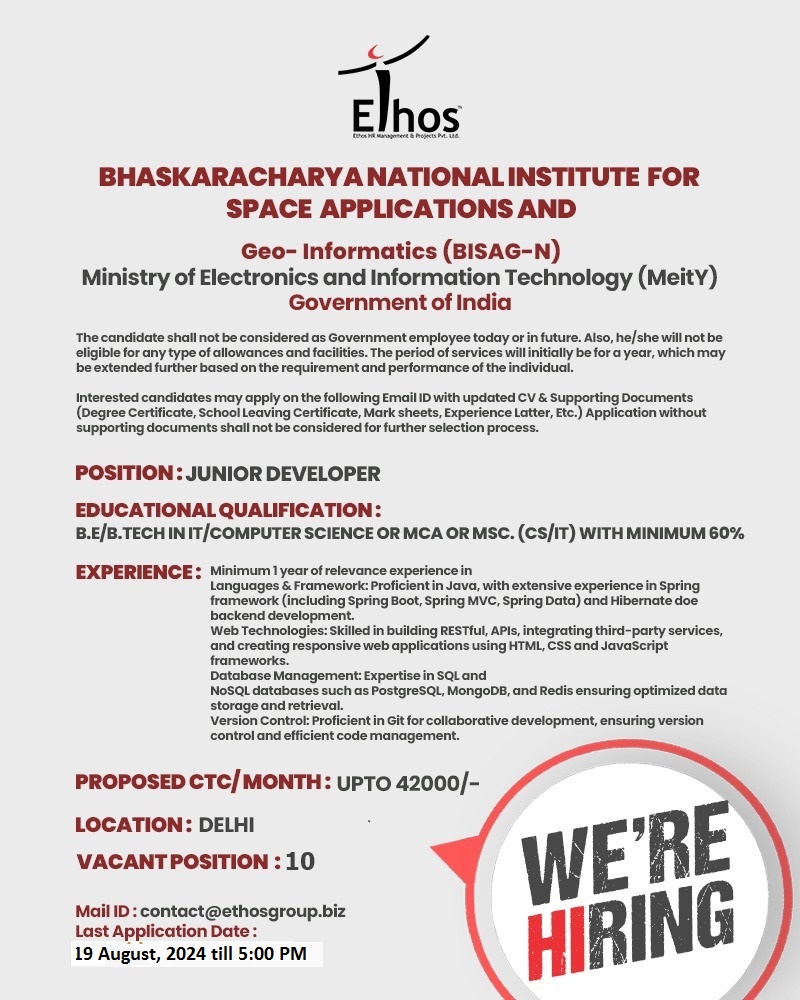 Ethos™
Ethos HR Management & Projects Pvt. Ltd.
BHASKARACHARYA NATIONAL INSTITUTE FOR
SPACE APPLICATIONS AND
Geo- Informatics (BISAG-N)
Ministry of Electronics and Information Technology (MeitY)
Government of India
The candidate shall not be considered as Government employee today or in future. Also, he/she will not be
eligible for any type of allowances and facilities. The period of services will initially be for a year, which may
be extended further based on the requirement and performance of the individual.
Interested candidates may apply on the following Email ID with updated CV & Supporting Documents
(Degree Certificate, School Leaving Certificate, Mark sheets, Experience Latter, Etc.) Application without
supporting documents shall not be considered for further selection process.
POSITION : JUNIOR DEVELOPER
EDUCATIONAL QUALIFICATION :
B.E/B.TECH IN IT/COMPUTER SCIENCE OR MCA OR MSC. (CS/IT) WITH MINIMUM 60%
EXPERIENCE : Minimum 1 year of relevance experience in
Languages & Framework: Proficient in Java, with extensive experience in Spring
framework (including Spring Boot, Spring MVC, Spring Data) and Hibernate doe
backend development.
Web Technologies: Skilled in building RESTful, APIs, integrating third-party services,
and creating responsive web applications using HTML, CSS and JavaScript
frameworks.
Database Management: Expertise in SQL and
NoSQL databases such as PostgreSQL, MongoDB, and Redis ensuring optimized data
storage and retrieval.
Version Control: Proficient in Git for collaborative development, ensuring version
control and efficient code management.
PROPOSED CTC/ MONTH : UPTO 42000/-
LOCATION : DELHI
VACANT POSITION : 10
Mail ID : contact@ethosgroup.biz
Last Application Date :
19 August, 2024 till 5:00 PM
WE'RE
HIRING